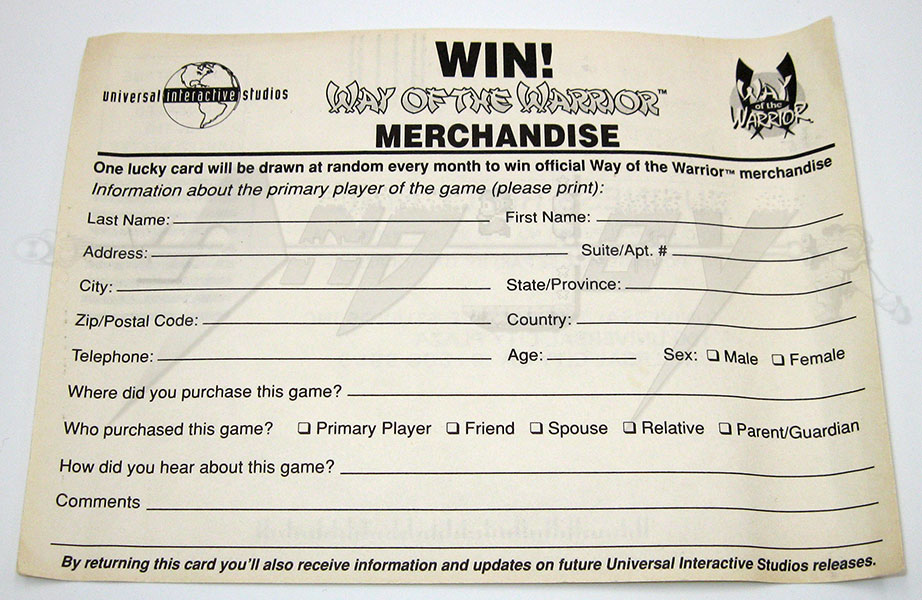 WIN!
universal interactive studios
WAY OF THE WARRIOR™
WAY of the WARRIOR
MERCHANDISE
One lucky card will be drawn at random every month to win official Way of the Warrior™ merchandise
Information about the primary player of the game (please print):
Last Name: First Name:
Address: Suite/Apt. #
City: State/Province:
Zip/Postal Code: Country:
Telephone: Age: Sex: ❏ Male ❏ Female
Where did you purchase this game?
Who purchased this game? ❏ Primary Player ❏ Friend ❏ Spouse ❏ Relative ❏ Parent/Guardian
How did you hear about this game?
Comments
By returning this card you'll also receive information and updates on future Universal Interactive Studios releases.